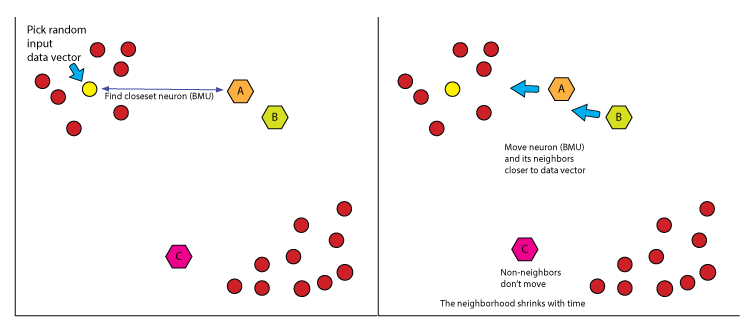 Pick random
input
data vector
Find closeset neuron (BMU)
A
B
C
A
B
Move neuron (BMU)
and its neighbors
closer to data vector
C
Non-neighbors
don't move
The neighborhood shrinks with time